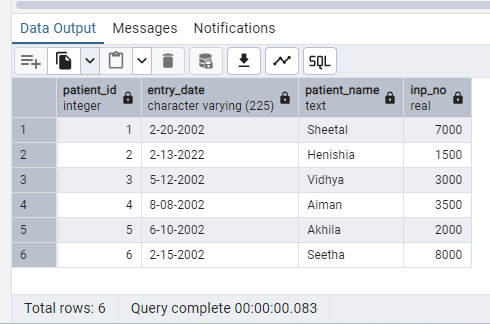 Data Output Messages Notifications
SQL
patient_id entry_date patient_name inp_no
integer character varying (225) text real
1 1 2-20-2002 Sheetal 7000
2 2 2-13-2022 Henishia 1500
3 3 5-12-2002 Vidhya 3000
4 4 8-08-2002 Aiman 3500
5 5 6-10-2002 Akhila 2000
6 6 2-15-2002 Seetha 8000
Total rows: 6 Query complete 00:00:00.083